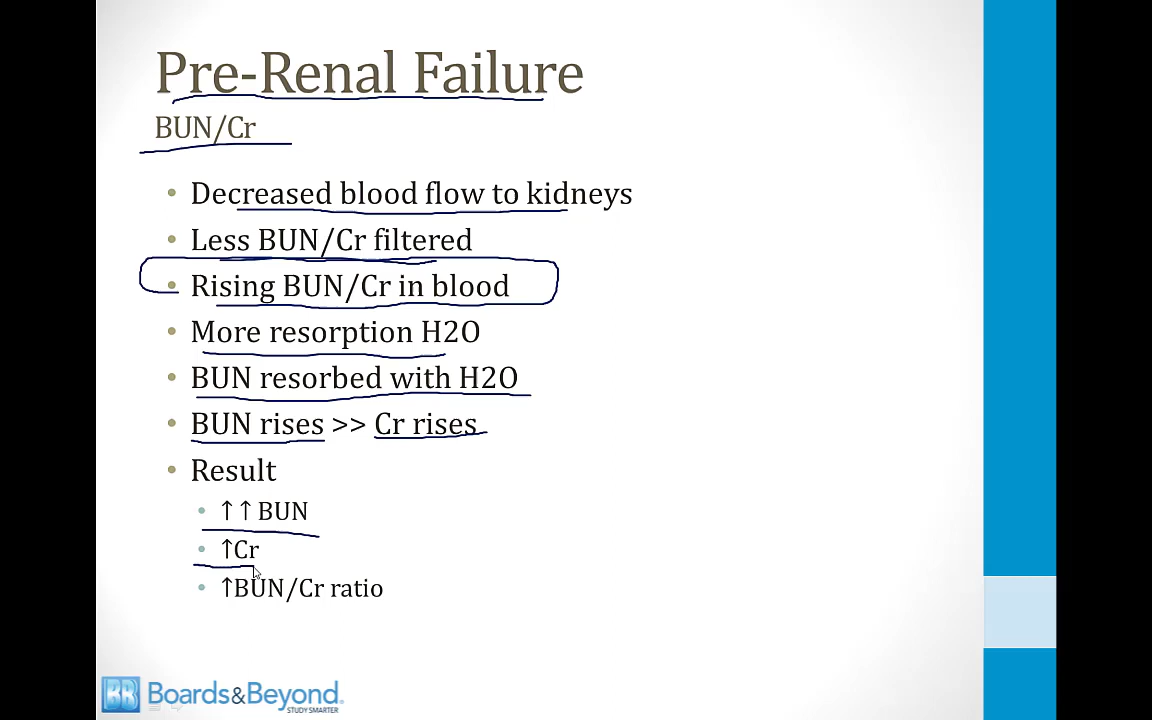 Pre-Renal Failure
BUN/Cr
• Decreased blood flow to kidneys
• Less BUN/Cr filtered
• Rising BUN/Cr in blood
• More resorption H2O
• BUN resorbed with H2O
• BUN rises >> Cr rises
• Result
• ↑↑BUN
• ↑Cr
• ↑BUN/Cr ratio
BB Boards&Beyond.
STUDY SMARTER